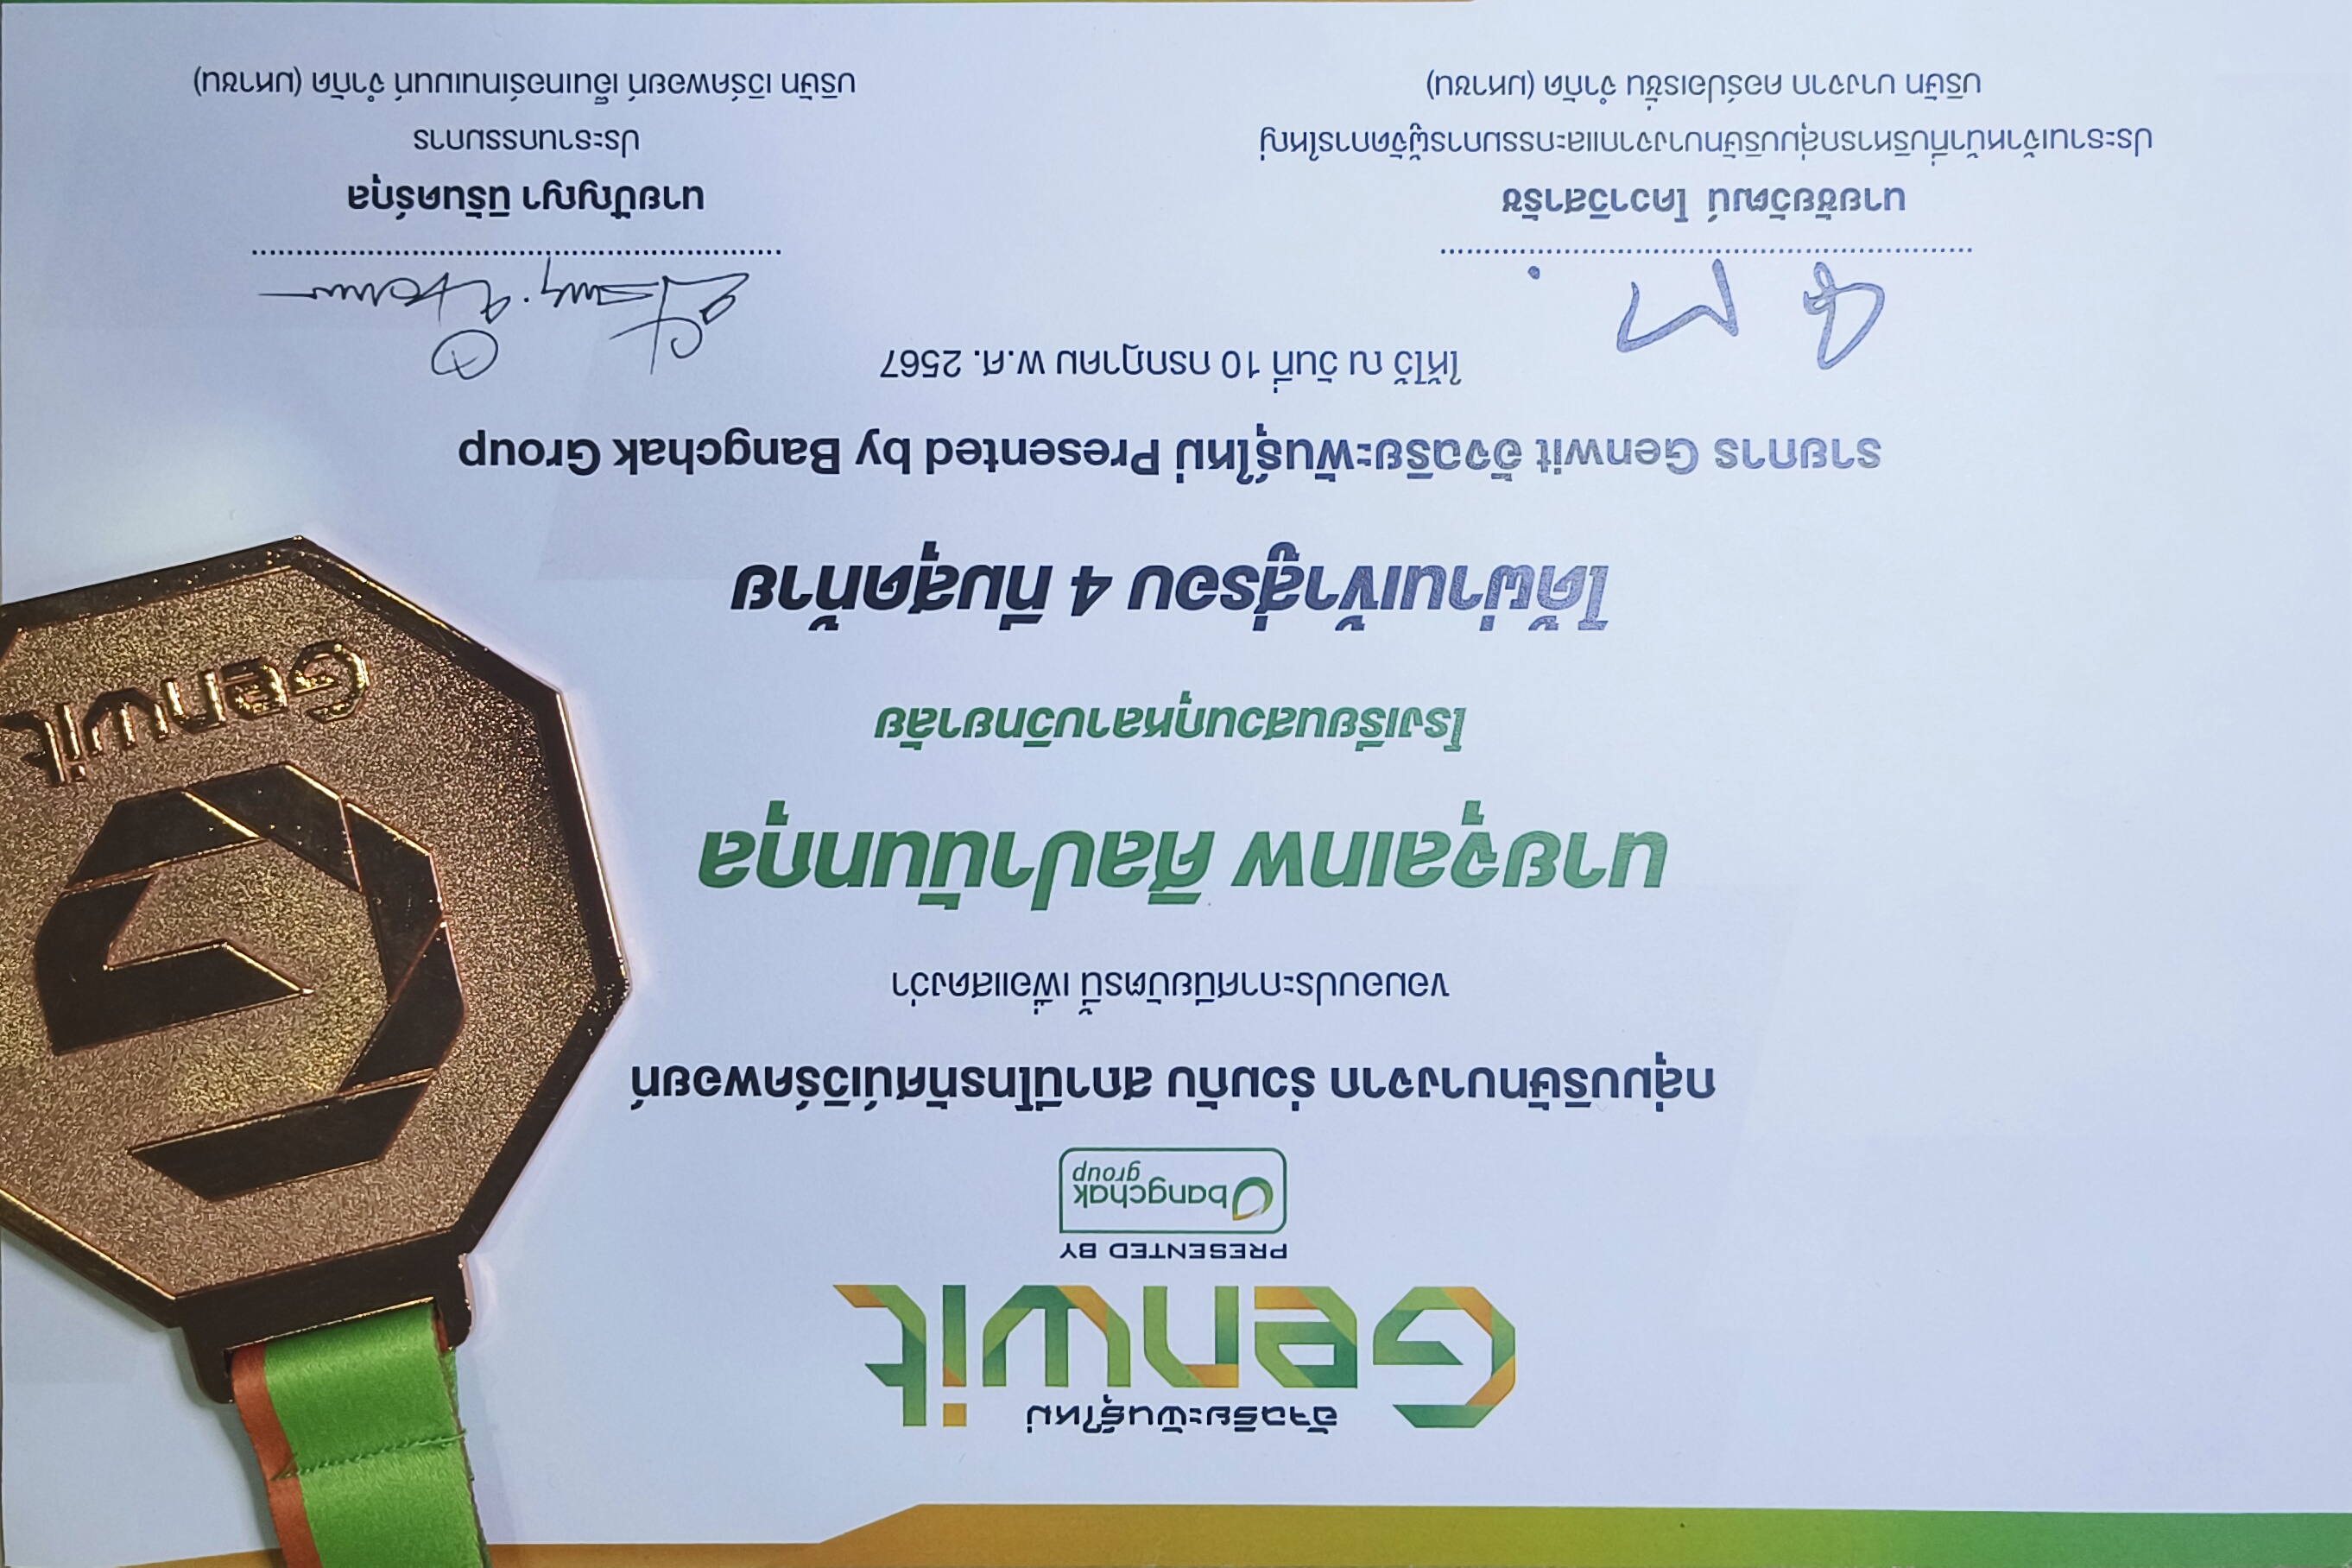 อัจฉริยะพันธุ์ใหม่
Genwit
PRESENTED BY
bangchak
group
กลุ่มบริษัทบางจาก ร่วมกับ สถานีโทรทัศน์เวิร์คพอยท์
ขอมอบประกาศนียบัตรนี้ เพื่อแสดงว่า
นายจุลเทพ ศิลปานันทกุล
โรงเรียนสวนกุหลาบวิทยาลัย
ได้ผ่านเข้าสู่รอบ 4 ทีมสุดท้าย
รายการ Genwit อัจฉริยะพันธุ์ใหม่ Presented by Bangchak Group
ให้ไว้ ณ วันที่ 10 กรกฎาคม พ.ศ. 2567
นายชัยวัฒน์ โควาวิสารัช
ประธานเจ้าหน้าที่บริหารกลุ่มบริษัทบางจากและกรรมการผู้จัดการใหญ่
บริษัท บางจาก คอร์ปอเรชั่น จำกัด (มหาชน)
นายปัญญา นิรันดร์กุล
ประธานกรรมการ
บริษัท เวิร์คพอยท์ เอ็นเทอร์เทนเมนท์ จำกัด (มหาชน)
G
Genwit